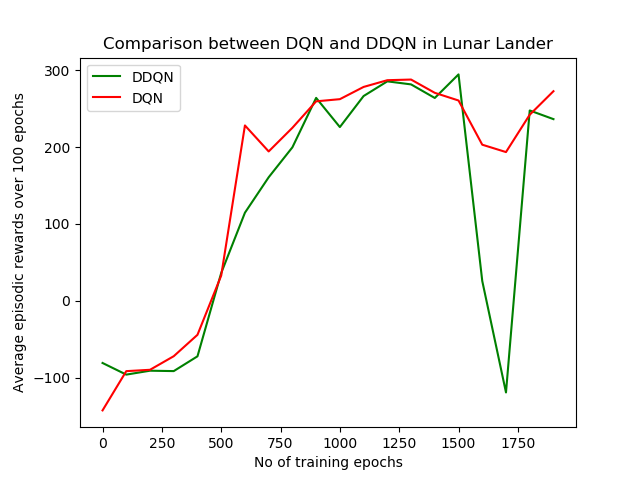 Comparison between DQN and DDQN in Lunar Lander
DDQN
DQN
300
200
100
0
−100
0 250 500 750 1000 1250 1500 1750
No of training epochs
Average episodic rewards over 100 epochs